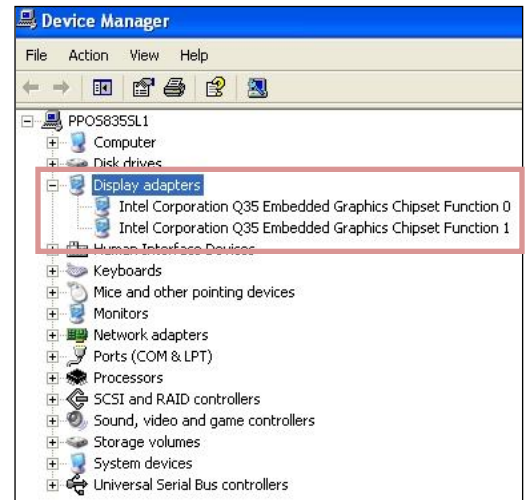 Device Manager
File Action View Help
PPOS835SL1
Computer
Disk drives
Display adapters
Intel Corporation Q35 Embedded Graphics Chipset Function 0
Intel Corporation Q35 Embedded Graphics Chipset Function 1
Human Interface Devices
Keyboards
Mice and other pointing devices
Monitors
Network adapters
Ports (COM & LPT)
Processors
SCSI and RAID controllers
Sound, video and game controllers
Storage volumes
System devices
Universal Serial Bus controllers